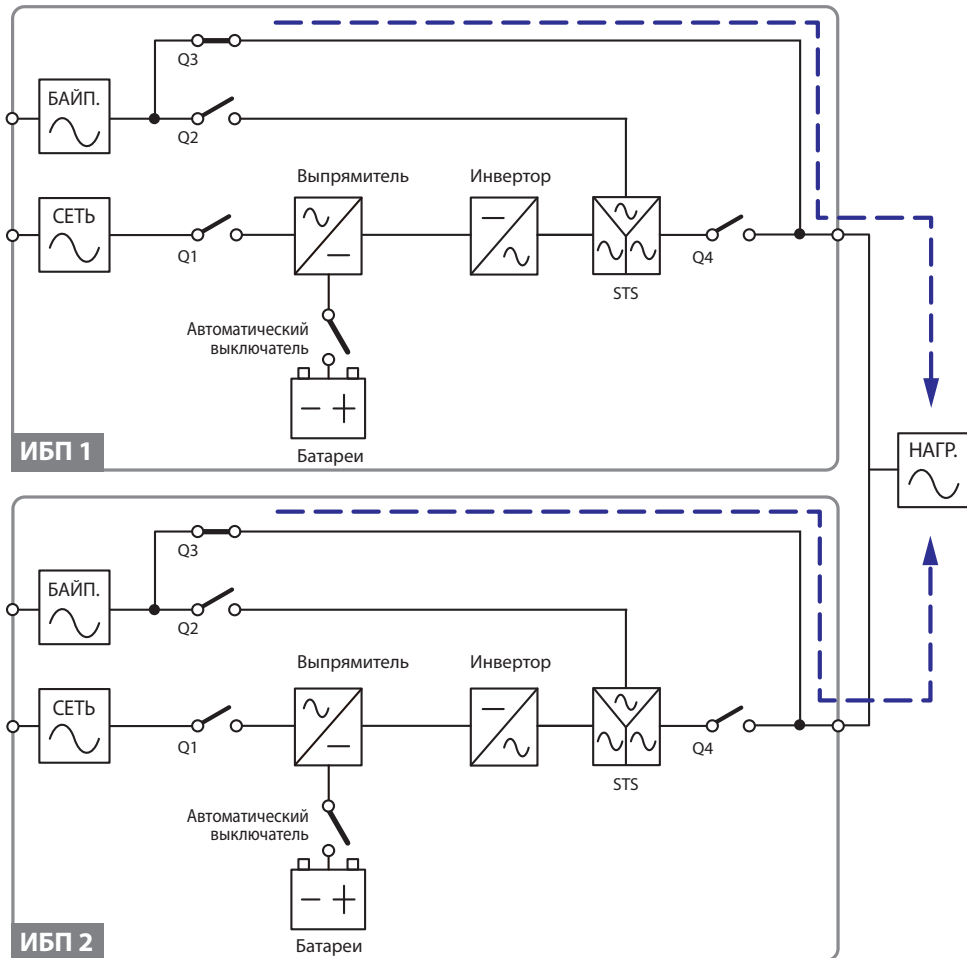 Q3
БАЙП.
Q2
Выпрямитель
Инвертор
СЕТЬ
Q1
Q4
STS
Автоматический
выключатель
НАГР.
ИБП 1
Батареи
Q3
БАЙП.
Q2
Выпрямитель
Инвертор
СЕТЬ
Q1
Q4
STS
Автоматический
выключатель
ИБП 2
Батареи